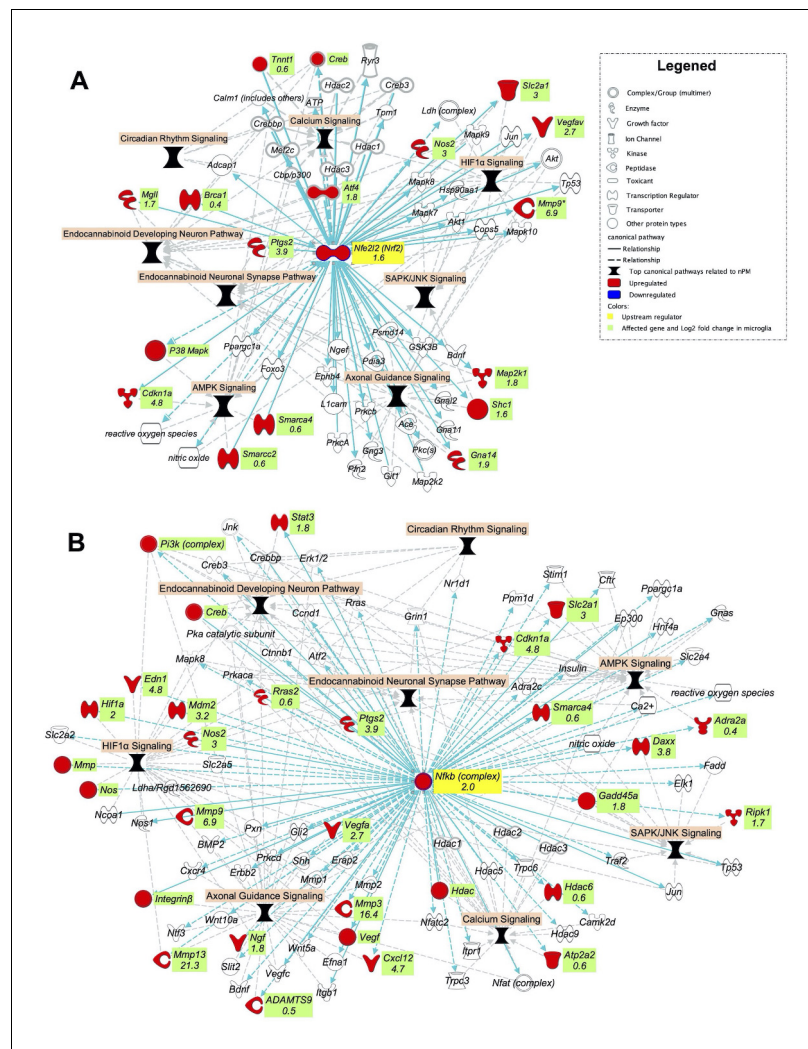 A
Tnnt1
0.6
Creb
Ryr3
Hdac2
Creb3
Calm1 (includes others)
ATP
Tpm1
Crebbp
Calcium Signaling
Circadian Rhythm Signaling
Mef2c
Hdac1
Adcap1
Cbp/p300
Hdac3
Ldh (complex)
Slc2a1
3
Mapk9
Jun
Vegfav
2.7
Nos2
3
HIF1α Signaling
Akt
Mapk8
Hsp90aa1
Tp53
Mgll
1.7
Brca1
0.4
Atf4
1.8
Mapk7
Mmp9*
6.9
Akt1
Cops5
Mapk10
Endocannabinoid Developing Neuron Pathway
Ptgs2
3.9
Nfe2l2 (Nrf2)
1.6
Endocannabinoid Neuronal Synapse Pathway
SAPK/JNK Signaling
P38 Mapk
Ppargc1a
Foxo3
Psmd14
Ngef
GSK3B
Pdia3
Bdnf
Cdkn1a
4.8
AMPK Signaling
Ephb4
Axonal Guidance Signaling
Map2k1
1.8
L1cam
Prkcb
Gnai2
Shc1
1.6
reactive oxygen species
Smarca4
0.6
Ace
Gna11
PrkcA
Gng3
Pkc(s)
nitric oxide
Smarcc2
0.6
Pfn2
Git1
Map2k2
Gna14
1.9
Legened
Complex/Group (multimer)
Enzyme
Growth factor
Ion Channel
Kinase
Peptidase
Toxicant
Transcription Regulator
Transporter
Other protein types
canonical pathway
Relationship
Relationship
Top canonical pathways related to nPM
Upregulated
Downregulated
Colors:
Upstream regulator
Affected gene and Log2 fold change in microglia
B
Stat3
1.8
Circadian Rhythm Signaling
Jnk
Pi3k (complex)
Crebbp
Erk1/2
Creb3
Endocannabinoid Developing Neuron Pathway
Nr1d1
Stim1
Cftr
Rras
Ppm1d
Slc2a1
3
Ppargc1a
Creb
Ccnd1
Grin1
Ep300
Gnas
Pka catalytic subunit
Cdkn1a
4.8
Hnf4a
Ctnnb1
Atf2
Mapk8
Insulin
AMPK Signaling
Slc2a4
Prkaca
Endocannabinoid Neuronal Synapse Pathway
Edn1
4.8
Rras2
0.6
Adra2c
reactive oxygen species
Hif1a
2
Mdm2
3.2
Smarca4
0.6
Ca2+
Ptgs2
3.9
Adra2a
0.4
Slc2a2
Nos2
3
nitric oxide
Daxx
3.8
HIF1α Signaling
Mmp
Slc2a5
Nfkb (complex)
2.0
Fadd
Nos
Ldha/Rgd1562690
Elk1
Gadd45a
1.8
Ripk1
1.7
Ncoa1
Nos1
Mmp9
6.9
Pxn
Gli2
Vegfa
2.7
Hdac2
SAPK/JNK Signaling
BMP2
Hdac1
Hdac3
Cxcr4
Prkcd
Shh
Erap2
Hdac5
Trpc6
Traf2
Tp53
Erbb2
Mmp1
Mmp2
Integrinβ
Axonal Guidance Signaling
Hdac
Hdac6
0.6
Jun
Wnt10a
Mmp3
16.4
Nfatc2
Calcium Signaling
Camk2d
Ntf3
Ngf
1.8
Wnt5a
Vegf
Hdac9
Mmp13
21.3
Slit2
Efna1
Cxcl12
4.7
Itpr1
Atp2a2
0.6
Vegfc
Trpc3
Nfat (complex)
Bdnf
Itgb1
ADAMTS9
0.5